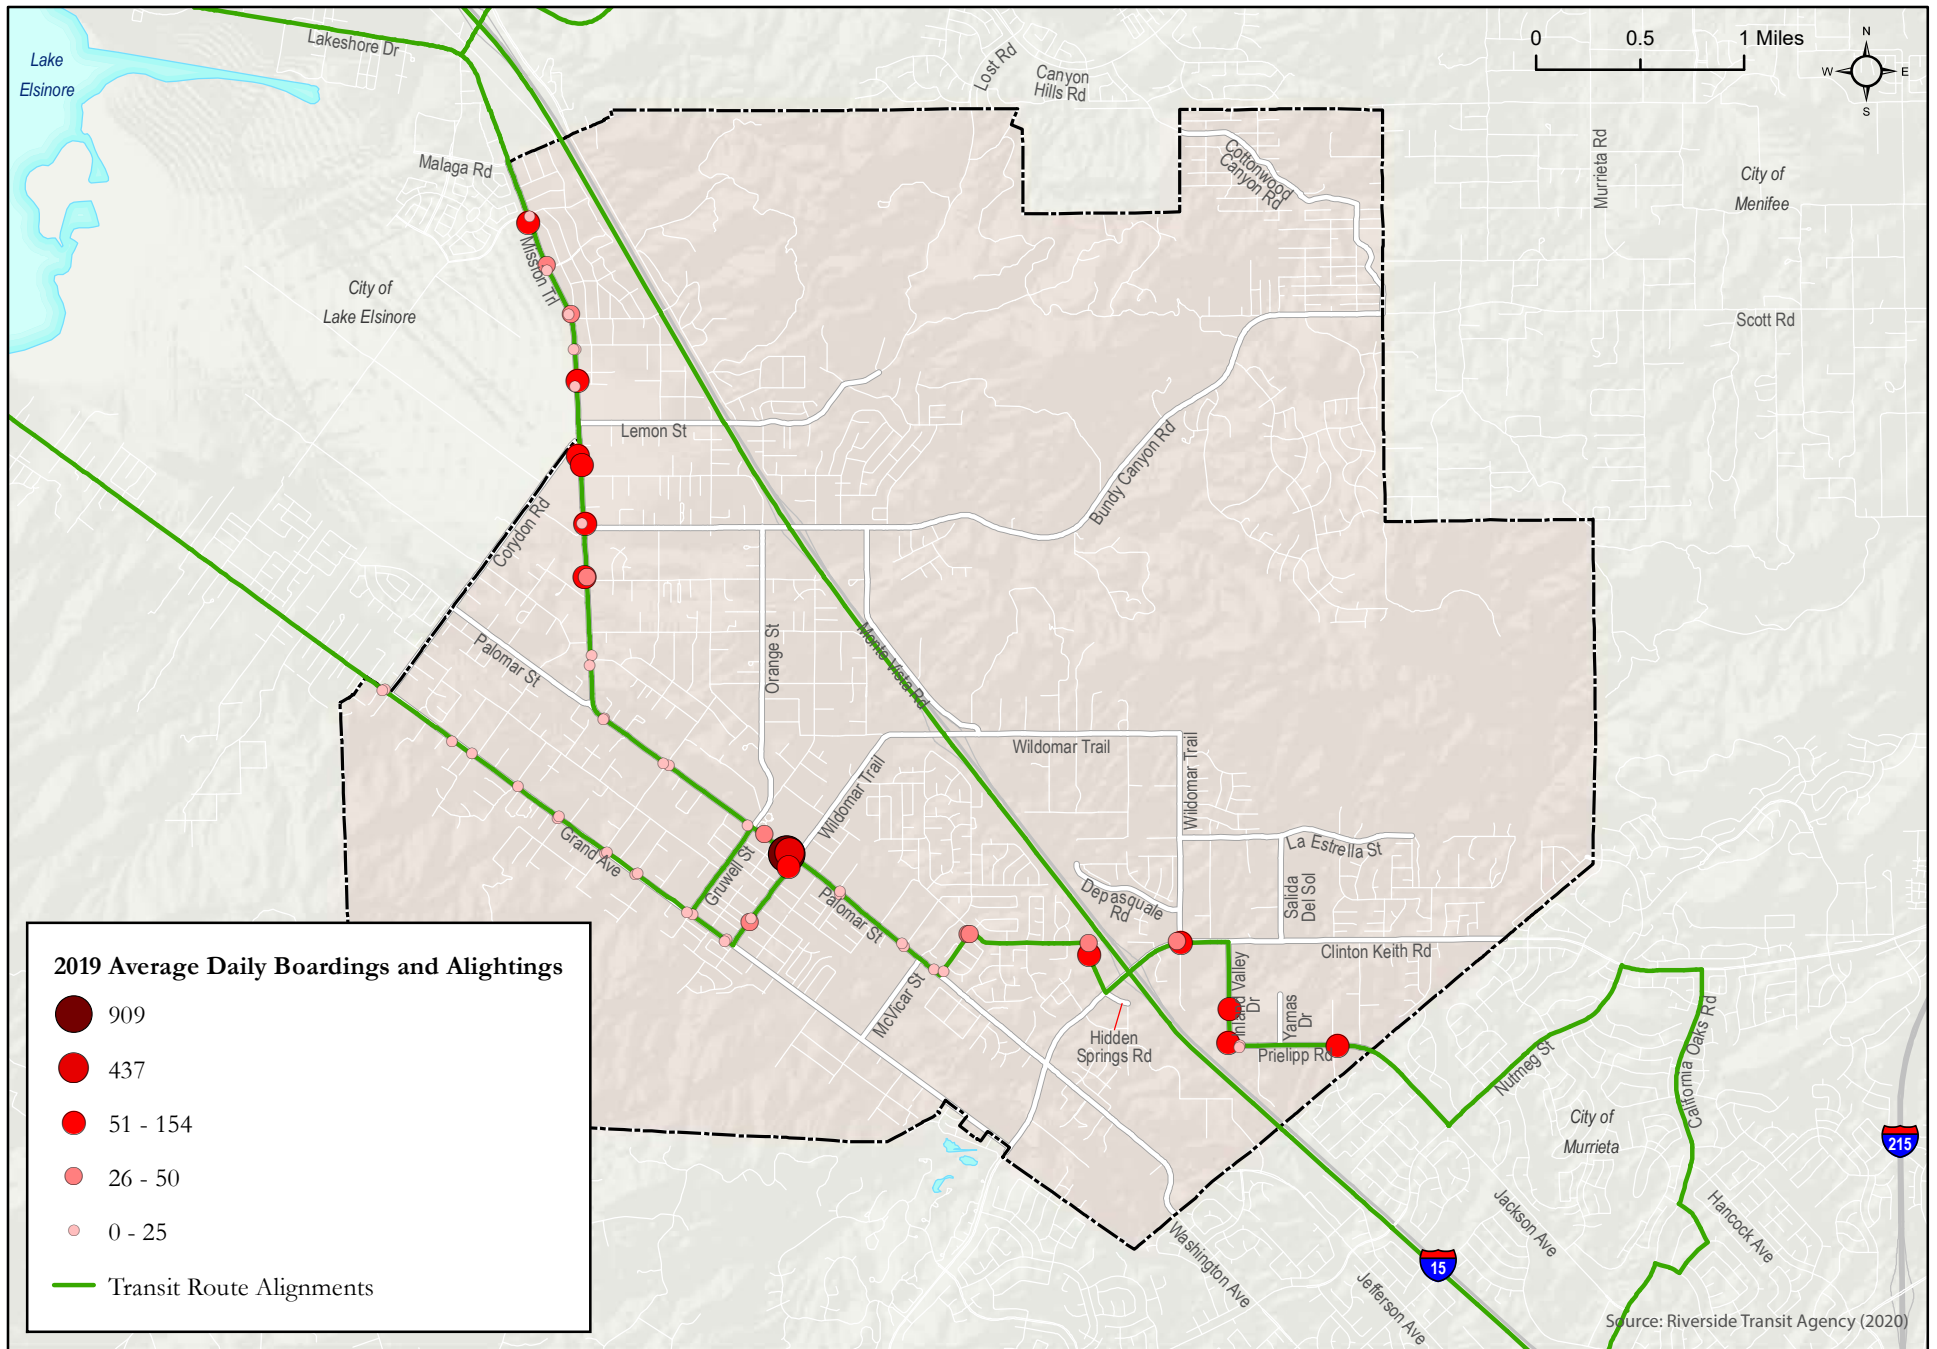 Lake
Elsinore
Lakeshore Dr
Lost Rd
Canyon
Hills Rd
0 0.5 1 Miles
N
W E
S
Malaga Rd
Cottonwood
Canyon Rd
Murrieta Rd
City of
Menifee
Mission Trl
City of
Lake Elsinore
Scott Rd
Lemon St
Bundy Canyon Rd
Corydon Rd
Palomar St
Orange St
Monte Vista Rd
Wildomar Trail
Wildomar Trail
Wildomar Trail
Grand Ave
Gruwell St
La Estrella St
Depasquale
Rd
Salida
Del Sol
Palomar St
Clinton Keith Rd
McVicar St
Inland Valley
Dr
Yamas
Dr
Hidden
Springs Rd
Prielipp Rd
Nutmeg St
California Oaks Rd
City of
Murrieta
215
Jackson Ave
Hancock Ave
Washington Ave
15
Jefferson Ave
2019 Average Daily Boardings and Alightings
909
437
51 - 154
26 - 50
0 - 25
Transit Route Alignments
Source: Riverside Transit Agency (2020)